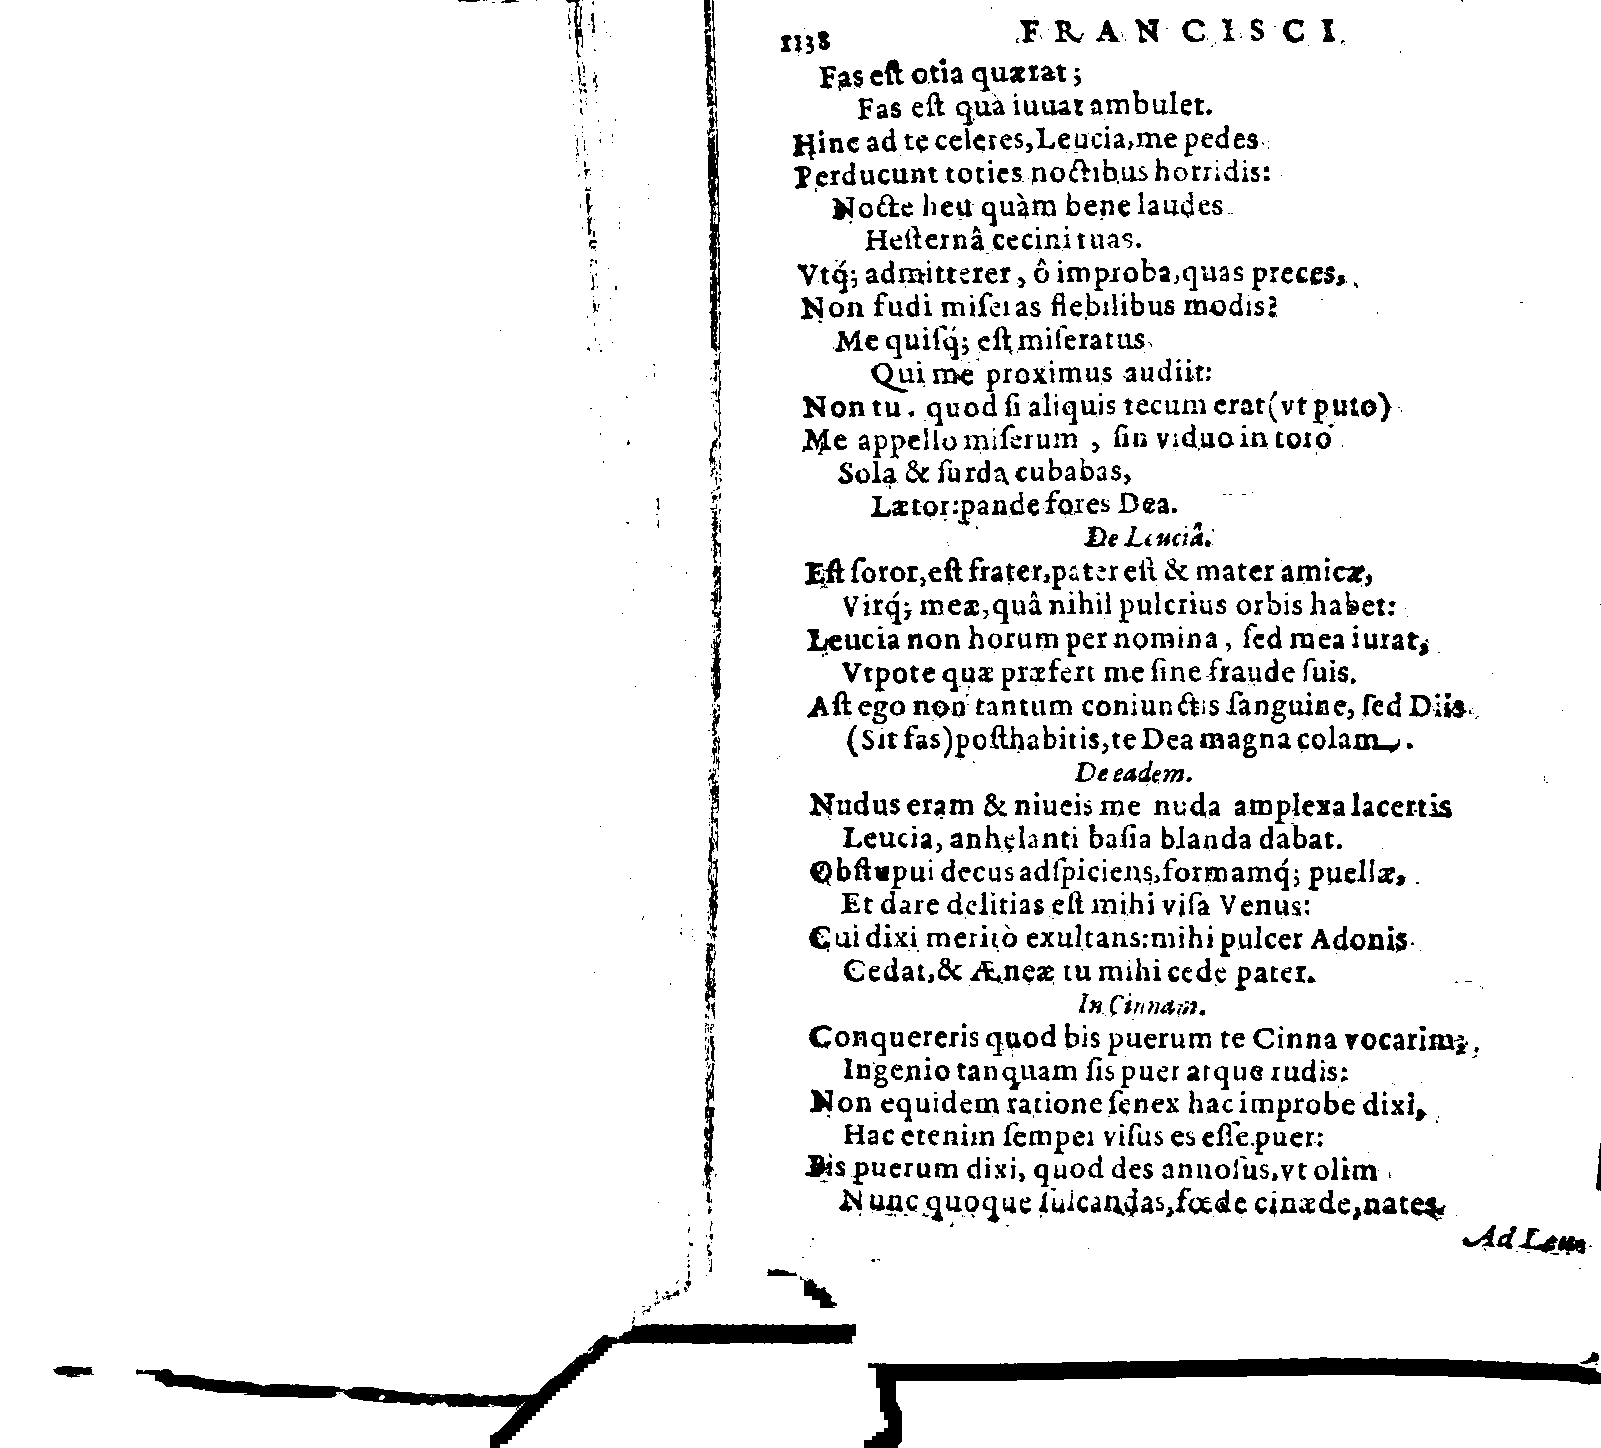 1138 FRANCISCI
Fas eſt otia quærat;
Fas eſt quà iuuat ambulet.
Hinc ad te celeres, Leucia, me pedes
Perducunt toties noctibus horridis:
Nocte heu quàm bene laudes
Heſternâ cecini tuas.
Vtq́; admitterer, ô improba, quas preces,
Non fudi miſeras flebilibus modis?
Me quiſq́; eſt miſeratus
Qui me proximus audiit:
Non tu. quod ſi aliquis tecum erat (vt puto)
Me appello miſerum, ſin viduo in toro
Sola & ſurda cubabas,
Lætor: pande fores Dea.
De Leuciâ.
Eſt ſoror, eſt frater, pater eſt & mater amicæ,
Virq́; meæ, quâ nihil pulcrius orbis habet:
Leucia non horum per nomina, ſed mea iurat,
Vtpote quæ præfert me ſine fraude ſuis.
Aſt ego non tantum coniunctis ſanguine, ſed Diis
(Sit fas) poſthabitis, te Dea magna colam.
De eadem.
Nudus eram & niueis me nuda amplexa lacertis
Leucia, anhelanti baſia blanda dabat.
Obſtupui decus adſpiciens, formamq́; puellæ,
Et dare delitias eſt mihi viſa Venus:
Cui dixi meritò exultans: mihi pulcer Adonis
Cedat, & Æneæ tu mihi cede pater.
In Cinnam.
Conquereris quod bis puerum te Cinna vocarim,
Ingenio tanquam ſis puer atque rudis:
Non equidem ratione ſenex hac improbe dixi,
Hac etenim ſemper viſus es eſſe puer:
Bis puerum dixi, quod des annoſus, vt olim
Nunc quoque ſulcandas, fœde cinæde, nates.
Ad Leu